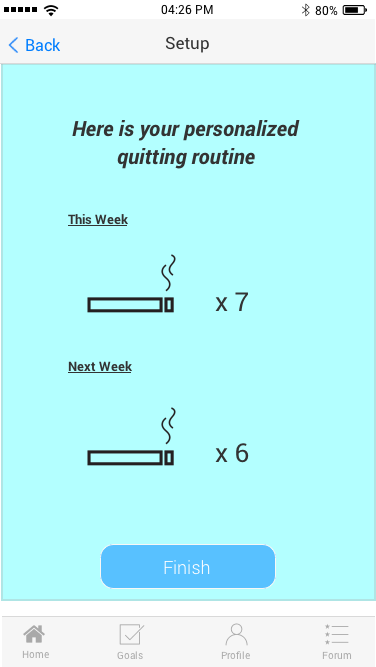 04:26 PM
80%
Back
Setup
Here is your personalized
quitting routine
This Week
x 7
Next Week
x 6
Finish
Home
Goals
Profile
Forum